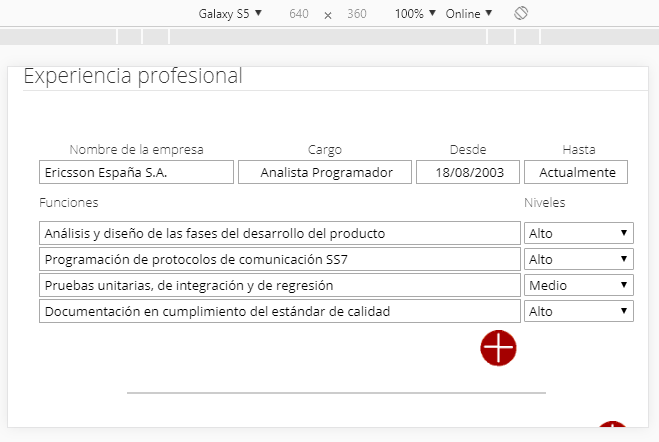 Galaxy S5 ▼ 640 × 360 100% ▼ Online ▼
Experiencia profesional
Nombre de la empresa Cargo Desde Hasta
Ericsson España S.A. Analista Programador 18/08/2003 Actualmente
Funciones Niveles
Análisis y diseño de las fases del desarrollo del producto Alto
Programación de protocolos de comunicación SS7 Alto
Pruebas unitarias, de integración y de regresión Medio
Documentación en cumplimiento del estándar de calidad Alto